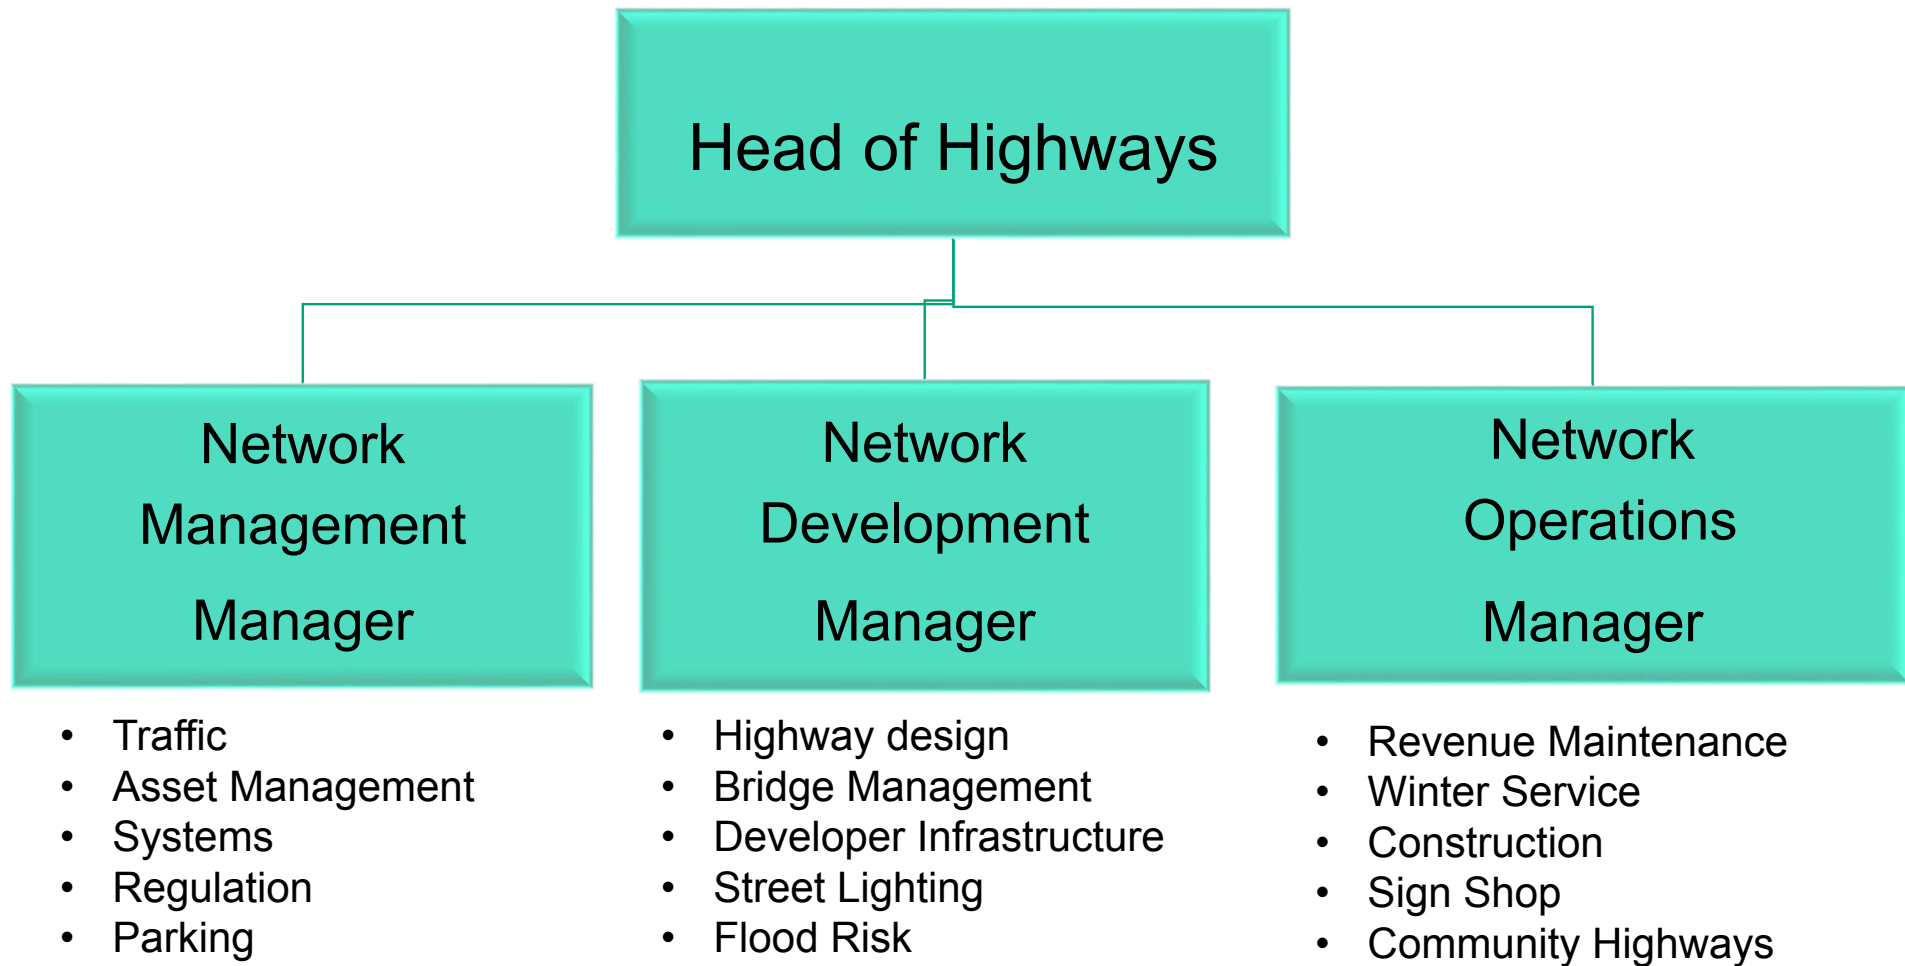 Head of Highways
Network
Management
Manager
Network
Development
Manager
Network
Operations
Manager
• Traffic
• Asset Management
• Systems
• Regulation
• Parking
• Highway design
• Bridge Management
• Developer Infrastructure
• Street Lighting
• Flood Risk
• Revenue Maintenance
• Winter Service
• Construction
• Sign Shop
• Community Highways